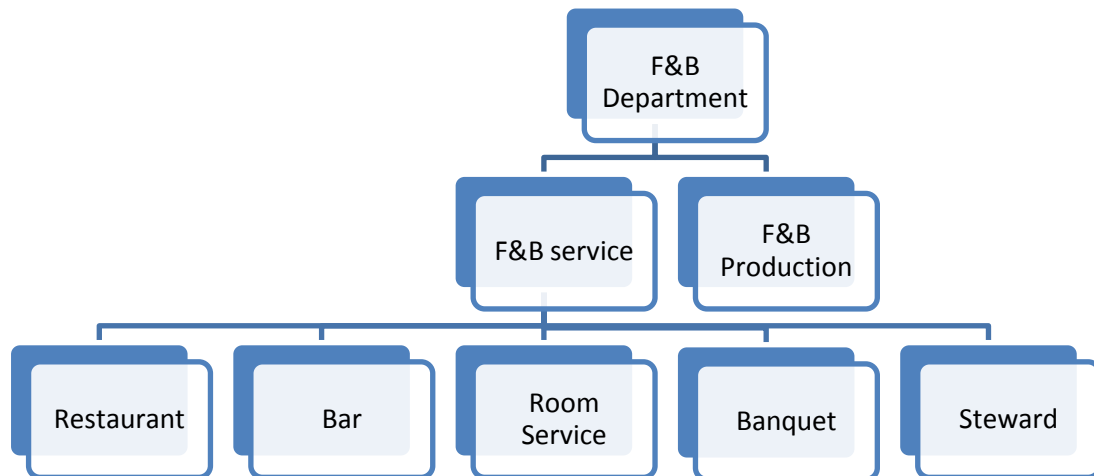 F&B
Department
F&B service
F&B
Production
Restaurant
Bar
Room
Service
Banquet
Steward